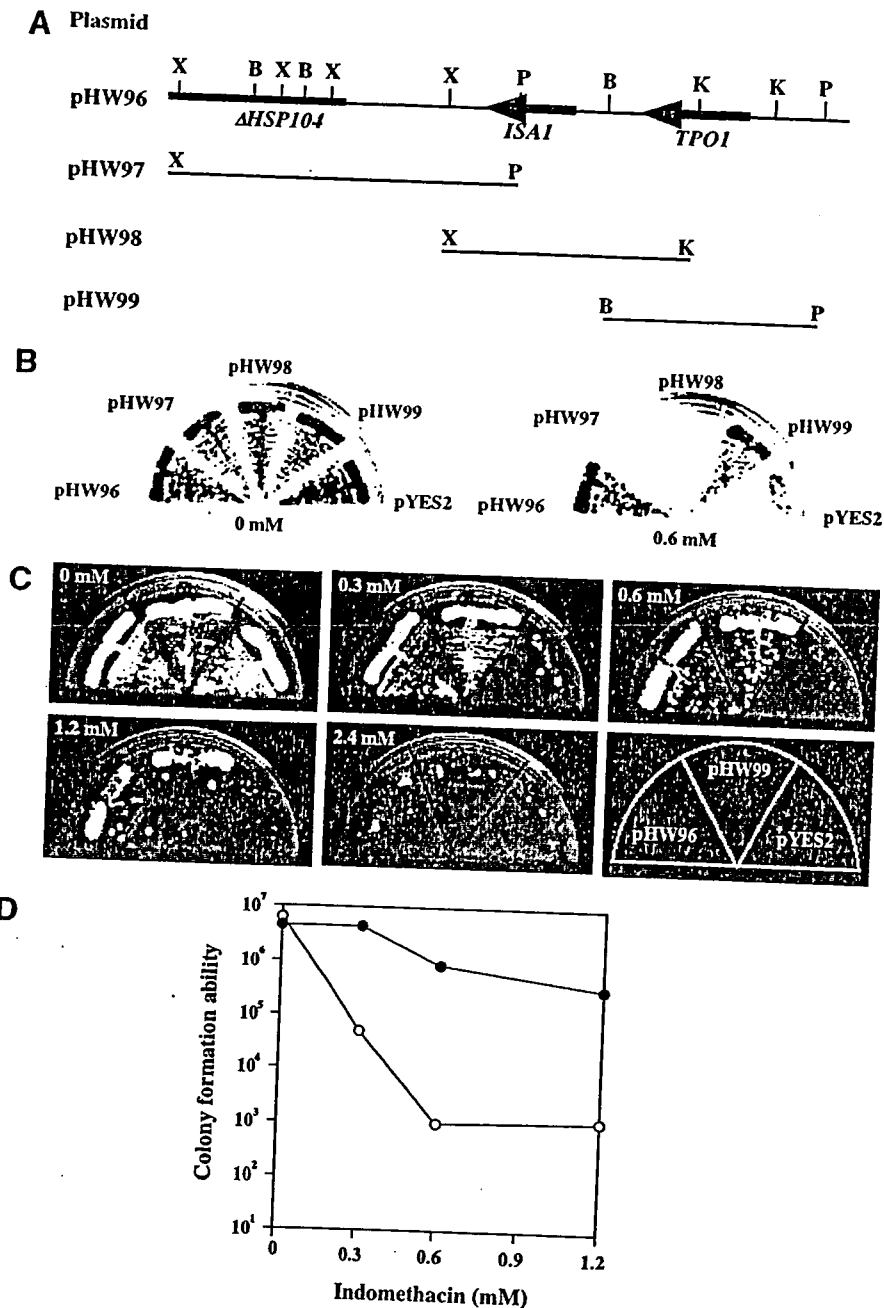 A Plasmid
X B X B X X P B K K P
pHW96
ΔHSP104 ISA1 TPO1
pHW97 X P
pHW98 X K
pHW99 B P
B
pHW98 pHW98
pHW97 pHW99 pHW97 pHW99
pHW96 pYES2 pHW96 pYES2
0 mM 0.6 mM
C
0 mM 0.3 mM 0.6 mM
1.2 mM 2.4 mM
pHW99
pHW96 pYES2
D
Colony formation ability
10⁷
10⁶
10⁵
10⁴
10³
10²
10¹
0 0.3 0.6 0.9 1.2
Indomethacin (mM)